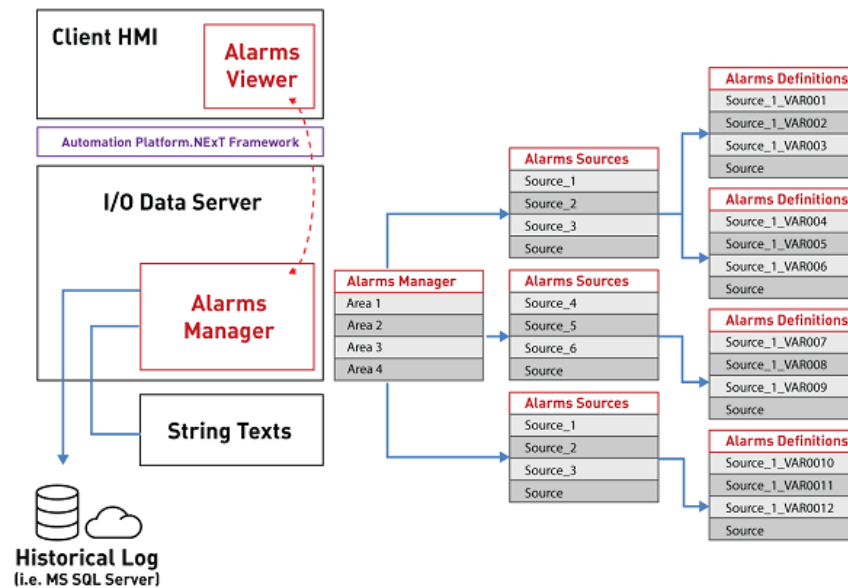 Client HMI
Alarms
Viewer
Automation Platform.NExT Framework
I/O Data Server
Alarms
Manager
String Texts
Historical Log
(i.e. MS SQL Server)
Alarms Manager
Area 1
Area 2
Area 3
Area 4
Alarms Sources
Source_1
Source_2
Source_3
Source
Alarms Sources
Source_4
Source_5
Source_6
Source
Alarms Sources
Source_1
Source_2
Source_3
Source
Alarms Definitions
Source_1_VAR001
Source_1_VAR002
Source_1_VAR003
Source
Alarms Definitions
Source_1_VAR004
Source_1_VAR005
Source_1_VAR006
Source
Alarms Definitions
Source_1_VAR007
Source_1_VAR008
Source_1_VAR009
Source
Alarms Definitions
Source_1_VAR0010
Source_1_VAR0011
Source_1_VAR0012
Source